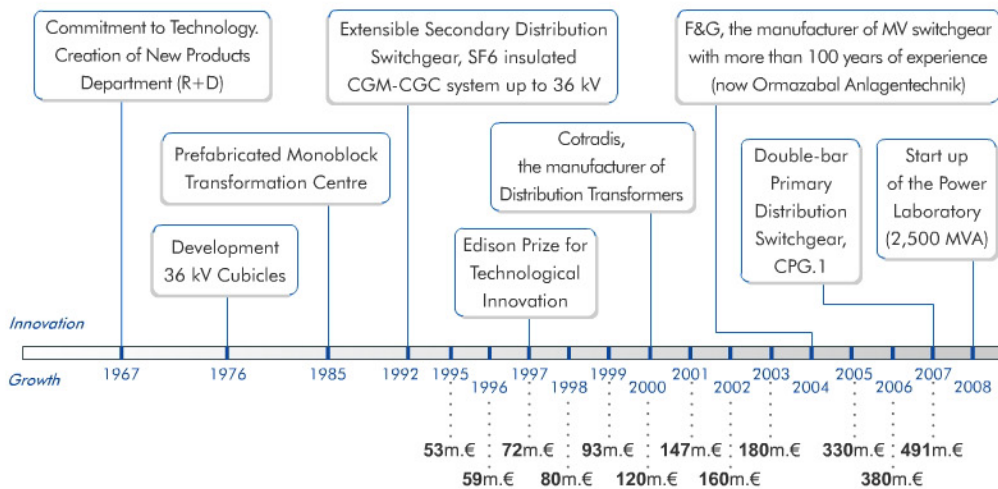 Commitment to Technology.
Creation of New Products
Department (R+D)
Extensible Secondary Distribution
Switchgear, SF6 insulated
CGM-CGC system up to 36 kV
F&G, the manufacturer of MV switchgear
with more than 100 years of experience
(now Ormazabal Anlagentechnik)
Prefabricated Monoblock
Transformation Centre
Cotradis,
the manufacturer of
Distribution Transformers
Double-bar
Primary
Distribution
Switchgear,
CPG.1
Start up
of the Power
Laboratory
(2,500 MVA)
Development
36 kV Cubicles
Edison Prize for
Technological
Innovation
Innovation
Growth
1967 1976 1985 1992 1995 1997 1999 2001 2003 2005 2007
1996 1998 2000 2002 2004 2006 2008
53m.€ 72m.€ 93m.€ 147m.€ 180m.€ 330m.€ 491m.€
59m.€ 80m.€ 120m.€ 160m.€ 380m.€